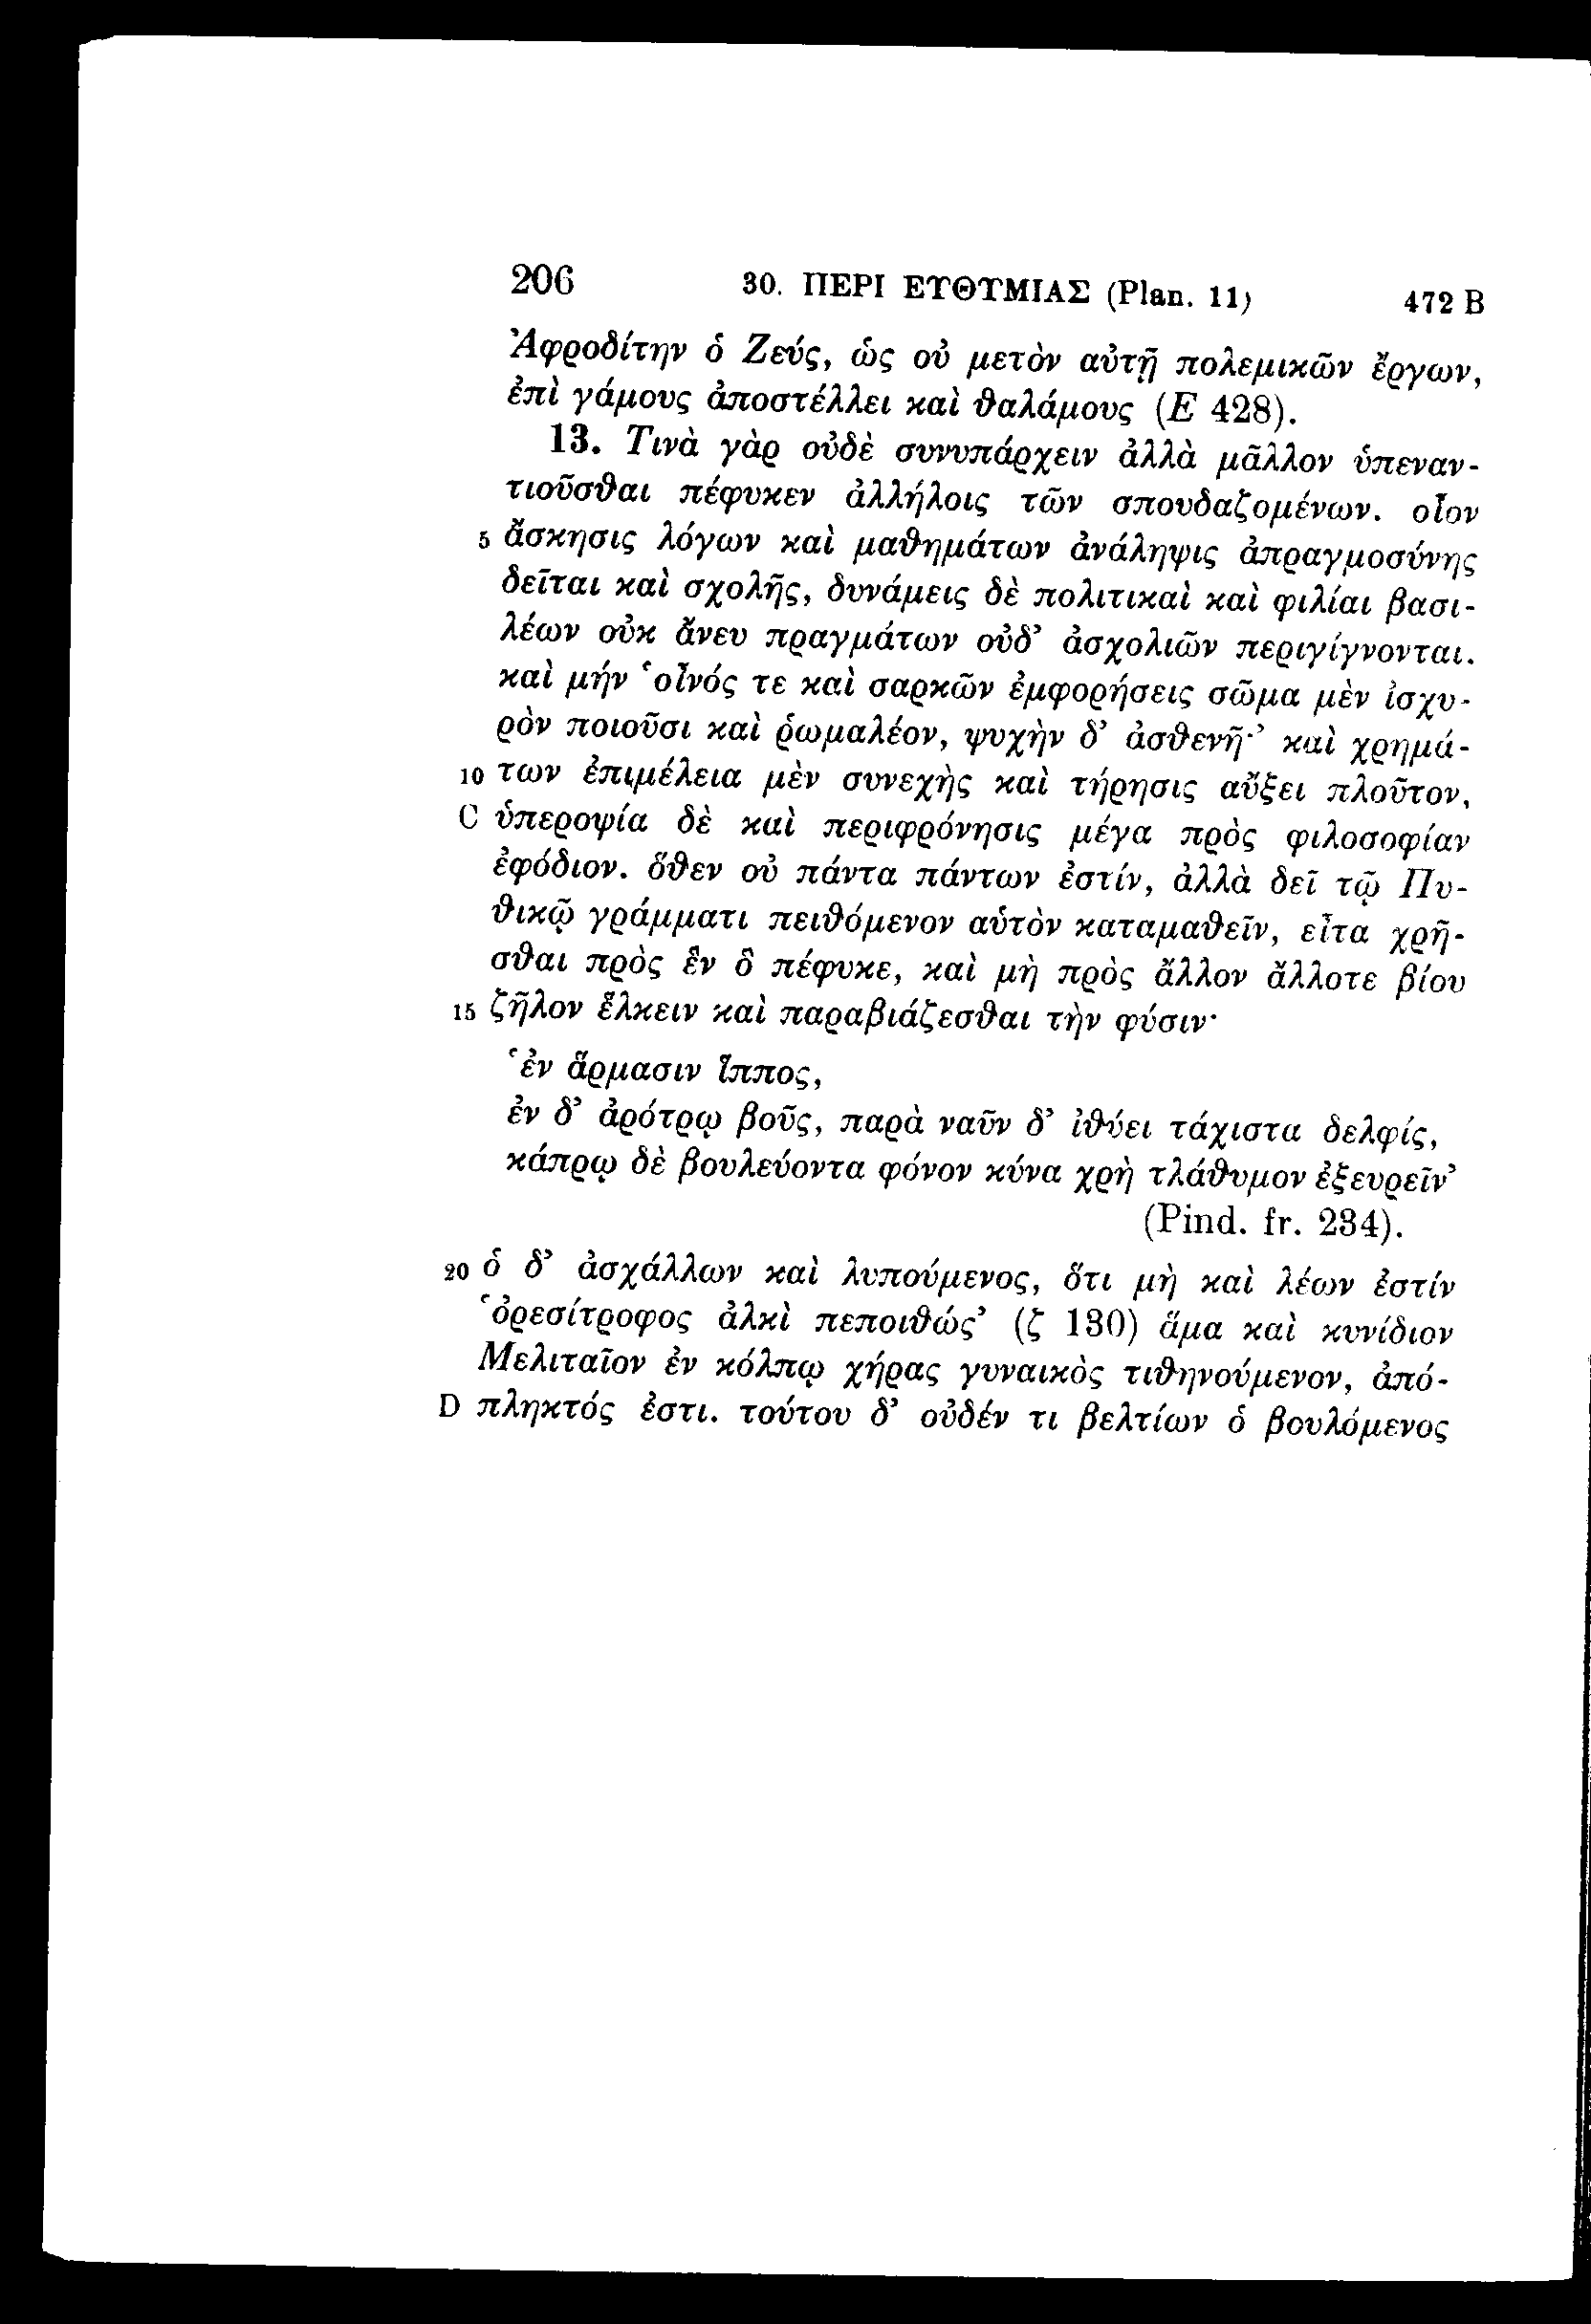 206 30. ΠΕΡΙ ΕΥΘΥΜΙΑΣ (Plan. 11) 472 B
Ἀφροδίτην ὁ Ζεύς, ὡς οὐ μετὸν αὐτῇ πολεμικῶν ἔργων,
ἐπὶ γάμους ἀποστέλλει καὶ θαλάμους (Ε 428).
13. Τινὰ γὰρ οὐδὲ συνυπάρχειν ἀλλὰ μᾶλλον ὑπεναν-
τιοῦσθαι πέφυκεν ἀλλήλοις τῶν σπουδαζομένων. οἷον
5 ἄσκησις λόγων καὶ μαθημάτων ἀνάληψις ἀπραγμοσύνης
δεῖται καὶ σχολῆς, δυνάμεις δὲ πολιτικαὶ καὶ φιλίαι βασι-
λέων οὐκ ἄνευ πραγμάτων οὐδ’ ἀσχολιῶν περιγίγνονται.
καὶ μήν ‘οἶνός τε καὶ σαρκῶν ἐμφορήσεις σῶμα μὲν ἰσχυ-
ρὸν ποιοῦσι καὶ ῥωμαλέον, ψυχὴν δ’ ἀσθενῆ·’ καὶ χρημά-
10 των ἐπιμέλεια μὲν συνεχὴς καὶ τήρησις αὔξει πλοῦτον,
C ὑπεροψία δὲ καὶ περιφρόνησις μέγα πρὸς φιλοσοφίαν
ἐφόδιον. ὅθεν οὐ πάντα πάντων ἐστίν, ἀλλὰ δεῖ τῷ Πυ-
θικῷ γράμματι πειθόμενον αὑτὸν καταμαθεῖν, εἶτα χρῆ-
σθαι πρὸς ἓν ὃ πέφυκε, καὶ μὴ πρὸς ἄλλον ἄλλοτε βίου
15 ζῆλον ἕλκειν καὶ παραβιάζεσθαι τὴν φύσιν·
‘ἐν ἅρμασιν ἵππος,
ἐν δ’ ἀρότρῳ βοῦς, παρὰ ναῦν δ’ ἰθύει τάχιστα δελφίς,
κάπρῳ δὲ βουλεύοντα φόνον κύνα χρὴ τλάθυμον ἐξευρεῖν’
(Pind. fr. 234).
20 ὁ δ’ ἀσχάλλων καὶ λυπούμενος, ὅτι μὴ καὶ λέων ἐστίν
‘ὀρεσίτροφος ἀλκὶ πεποιθώς’ (ζ 130) ἅμα καὶ κυνίδιον
Μελιταῖον ἐν κόλπῳ χήρας γυναικὸς τιθηνούμενον, ἀπό-
D πληκτός ἐστι. τούτου δ’ οὐδέν τι βελτίων ὁ βουλόμενος